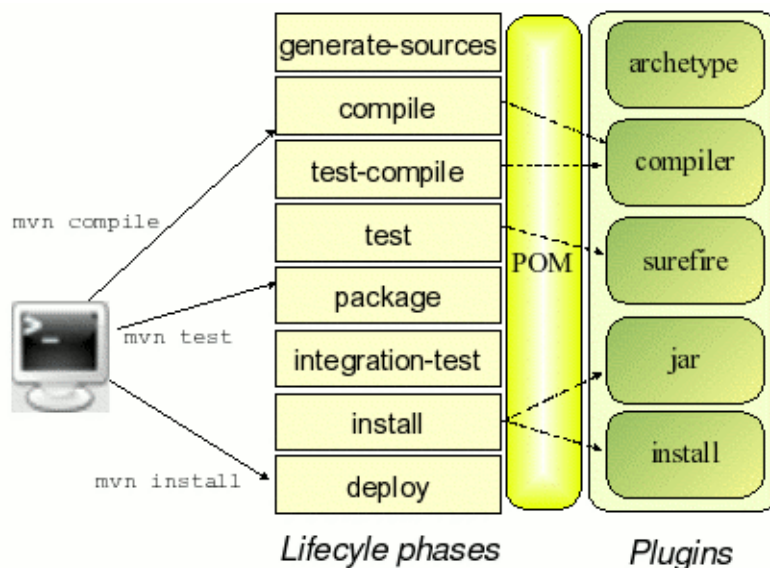 generate-sources
compile
test-compile
test
package
integration-test
install
deploy
mvn compile
mvn test
mvn install
>_
POM
archetype
compiler
surefire
jar
install
Lifecyle phases
Plugins